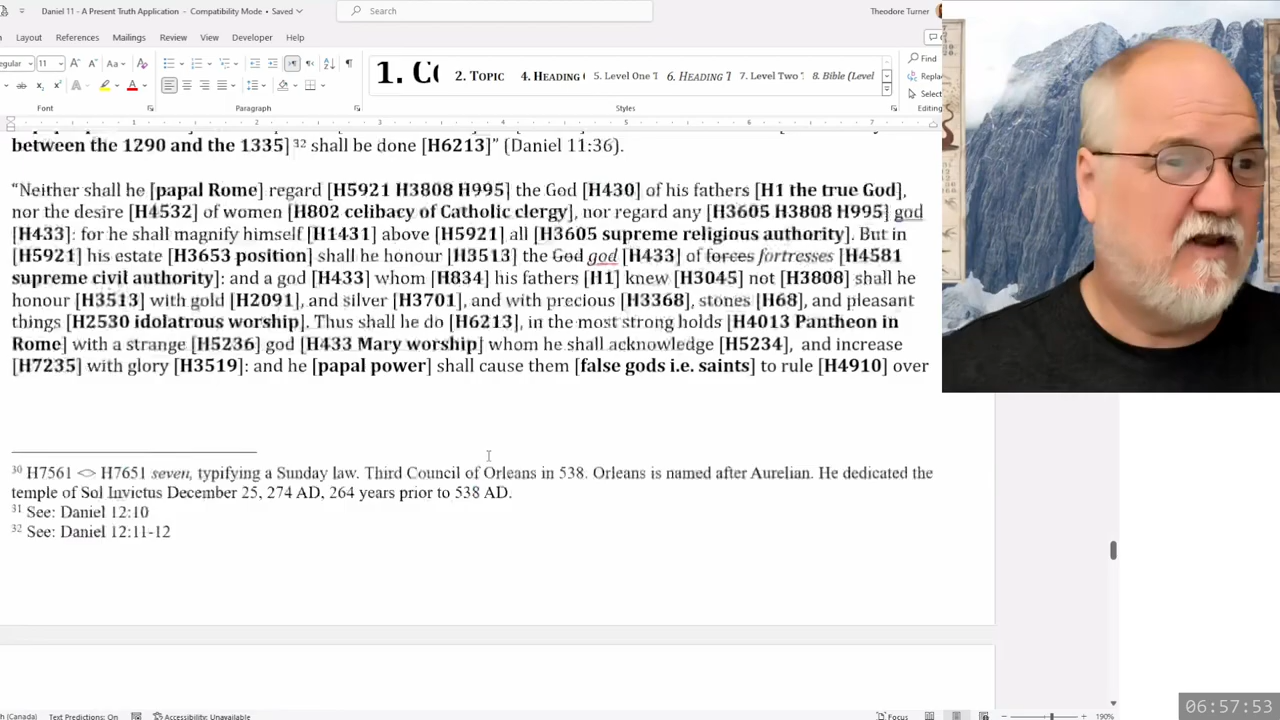 Daniel 11 - A Present Truth Application - Compatibility Mode • Saved
Search
Theodore Turner
Layout References Mailings Review View Developer Help
11
Find
1. Co
2. TOPIC
4. HEADING
5. Level One T
6. HEADING T
7. Level Two
8. Bible (Level
Select
Font
Paragraph
Styles
Editing
between the 1290 and the 1335] 32 shall be done [H6213]” (Daniel 11:36).
“Neither shall he [papal Rome] regard [H5921 H3808 H995] the God [H430] of his fathers [H1 the true God],
nor the desire [H4532] of women [H802 celibacy of Catholic clergy], nor regard any [H3605 H3808 H995] god
[H433]: for he shall magnify himself [H1431] above [H5921] all [H3605 supreme religious authority]. But in
[H5921] his estate [H3653 position] shall he honour [H3513] the God god [H433] of forces fortresses [H4581
supreme civil authority]: and a god [H433] whom [H834] his fathers [H1] knew [H3045] not [H3808] shall he
honour [H3513] with gold [H2091], and silver [H3701], and with precious [H3368], stones [H68], and pleasant
things [H2530 idolatrous worship]. Thus shall he do [H6213], in the most strong holds [H4013 Pantheon in
Rome] with a strange [H5236] god [H433 Mary worship] whom he shall acknowledge [H5234], and increase
[H7235] with glory [H3519]: and he [papal power] shall cause them [false gods i.e. saints] to rule [H4910] over
30 H7561 <> H7651 seven, typifying a Sunday law. Third Council of Orleans in 538. Orleans is named after Aurelian. He dedicated the
temple of Sol Invictus December 25, 274 AD, 264 years prior to 538 AD.
31 See: Daniel 12:10
32 See: Daniel 12:11-12
(Canada) Text Predictions: On Accessibility: Unavailable
Focus
190%
06:57:53